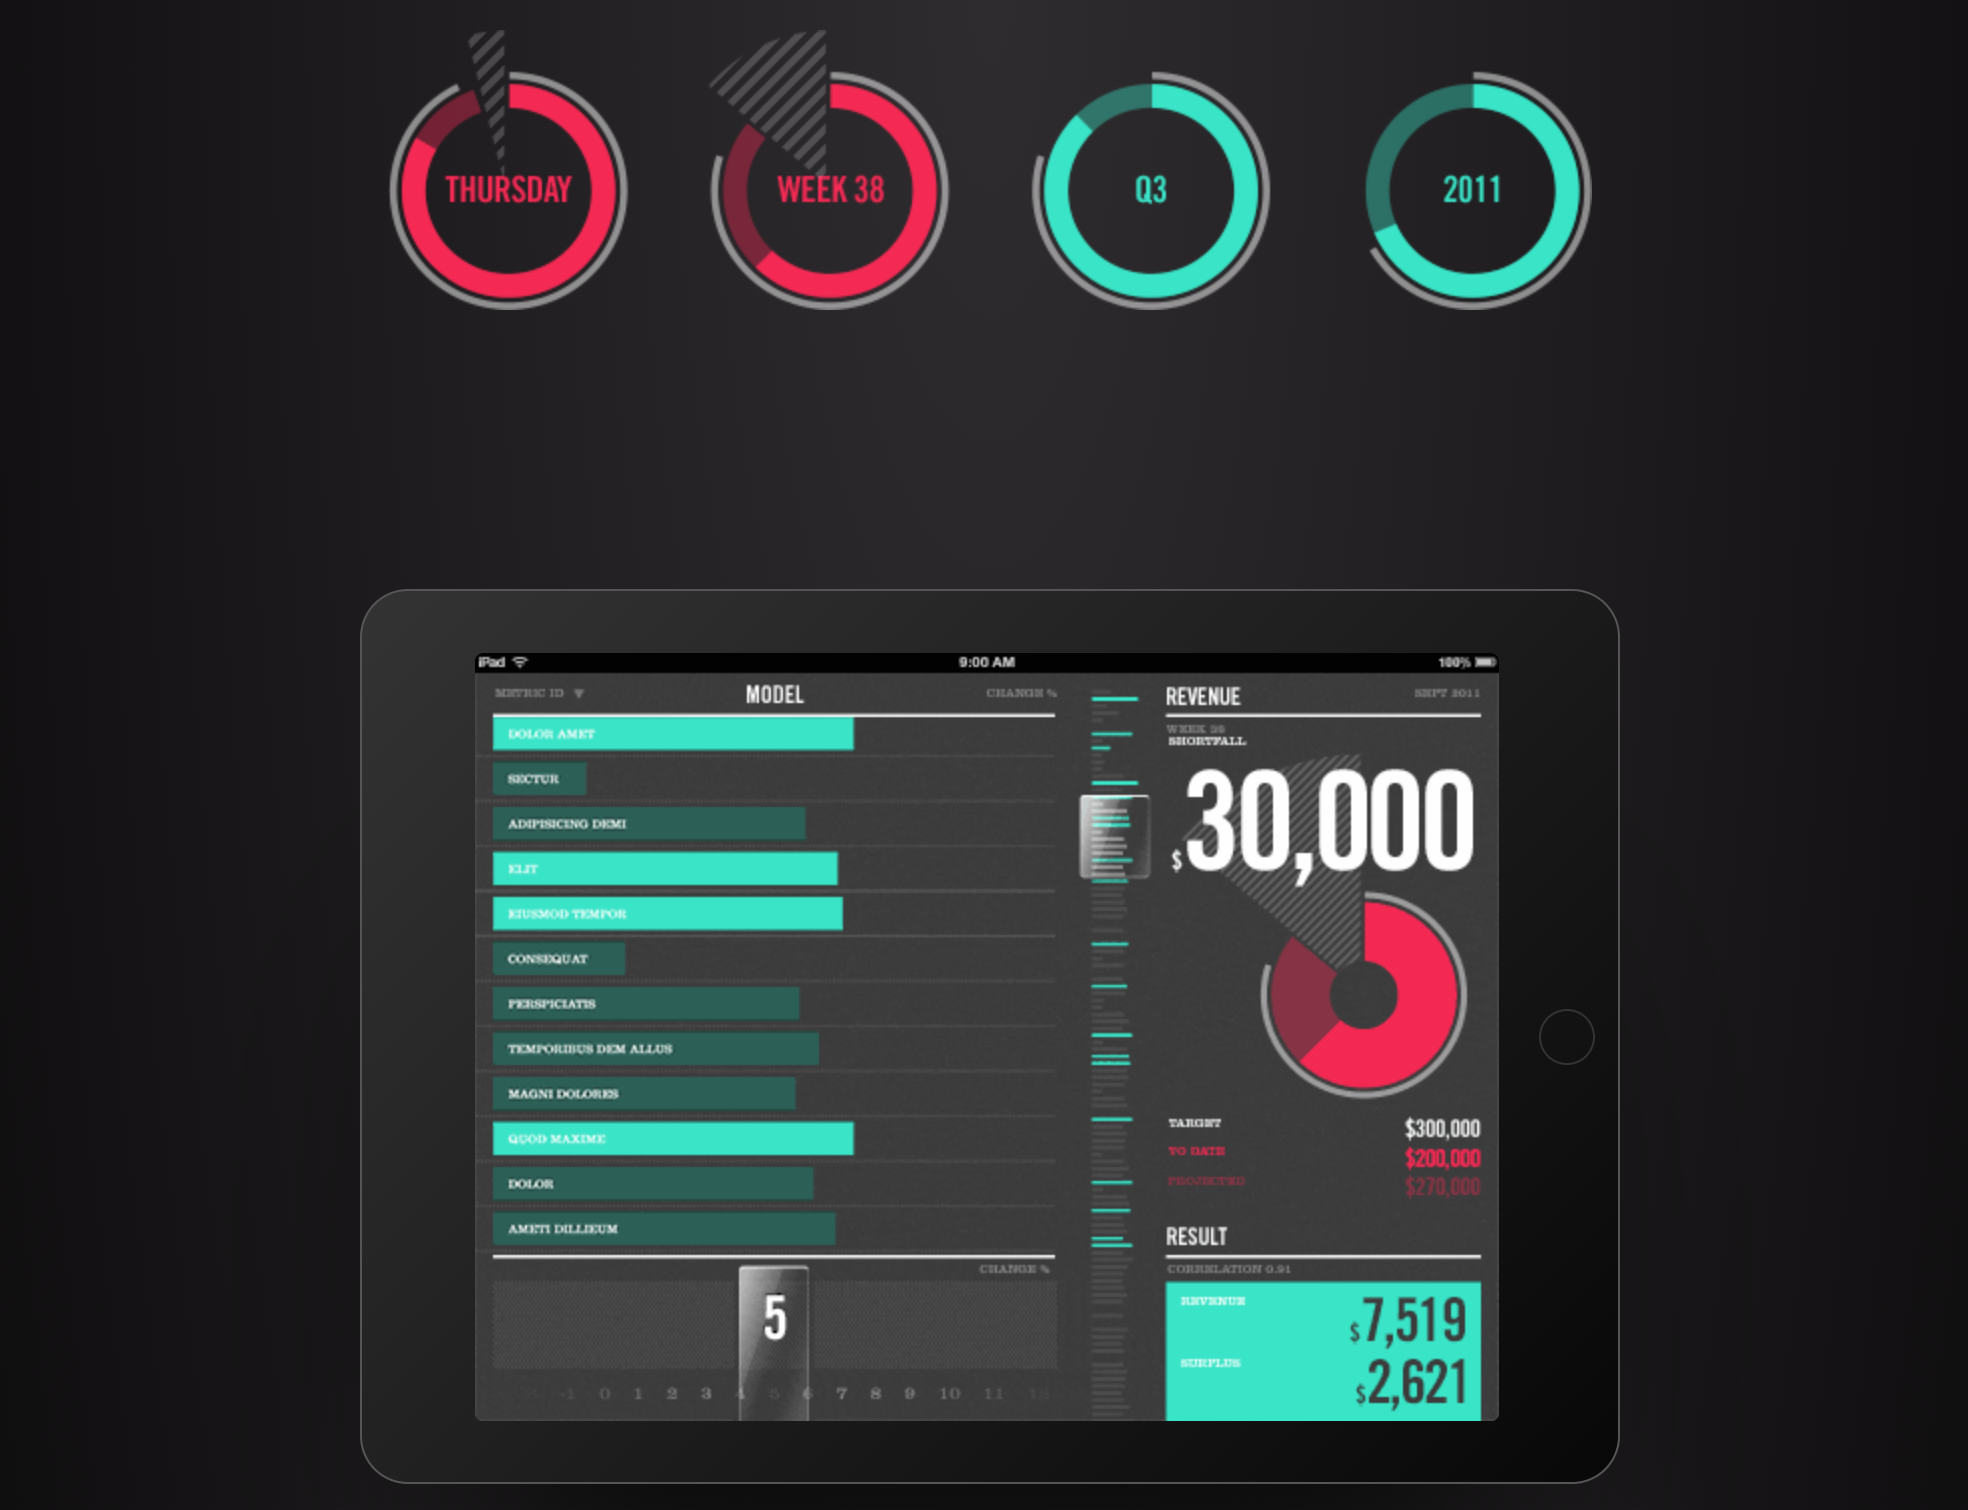 THURSDAY
WEEK 38
Q3
2011
iPad
9:00 AM
100%
METRIC ID
MODEL
CHANGE %
DOLOR AMET
SECTUR
ADIPISICING DEMI
ELIT
EIUSMOD TEMPOR
CONSEQUAT
PERSPICIATIS
TEMPORIBUS DEM ALLUS
MAGNI DOLORES
QUOD MAXIME
DOLOR
AMETI DILLIEUM
CHANGE %
5
-1 0 1 2 3 4 5 6 7 8 9 10 11
REVENUE
SEPT 2011
WEEK
SHORTFALL
$30,000
TARGET $300,000
TO DATE $200,000
PROJECTED $270,000
RESULT
CORRELATION 0.91
REVENUE $7,519
SURPLUS $2,621